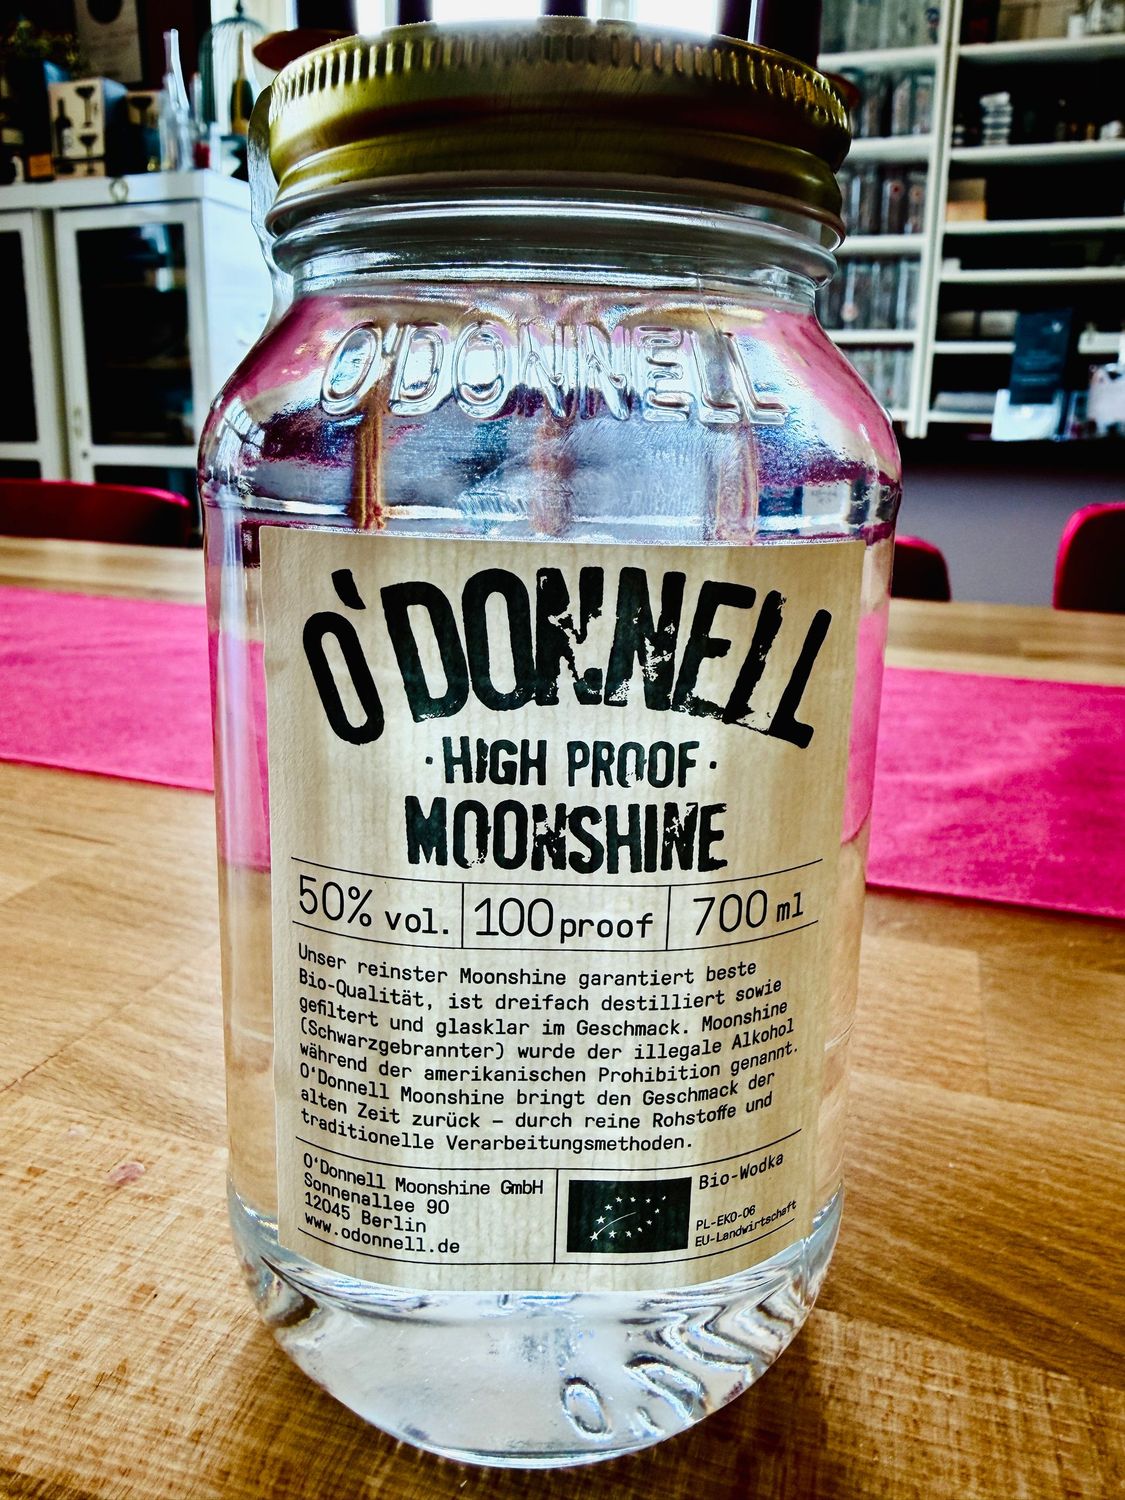 O'DONNELL
O'DONNELL
·HIGH PROOF·
MOONSHINE
50% vol. 100 proof 700 ml
Unser reinster Moonshine garantiert beste
Bio-Qualität, ist dreifach destilliert sowie
gefiltert und glasklar im Geschmack. Moonshine
(Schwarzgebrannter) wurde der illegale Alkohol
während der amerikanischen Prohibition genannt.
O'Donnell Moonshine bringt den Geschmack der
alten Zeit zurück – durch reine Rohstoffe und
traditionelle Verarbeitungsmethoden.
O'Donnell Moonshine GmbH
Sonnenallee 90
12045 Berlin
www.odonnell.de
Bio-Wodka
PL-EKO-06
EU-Landwirtschaft